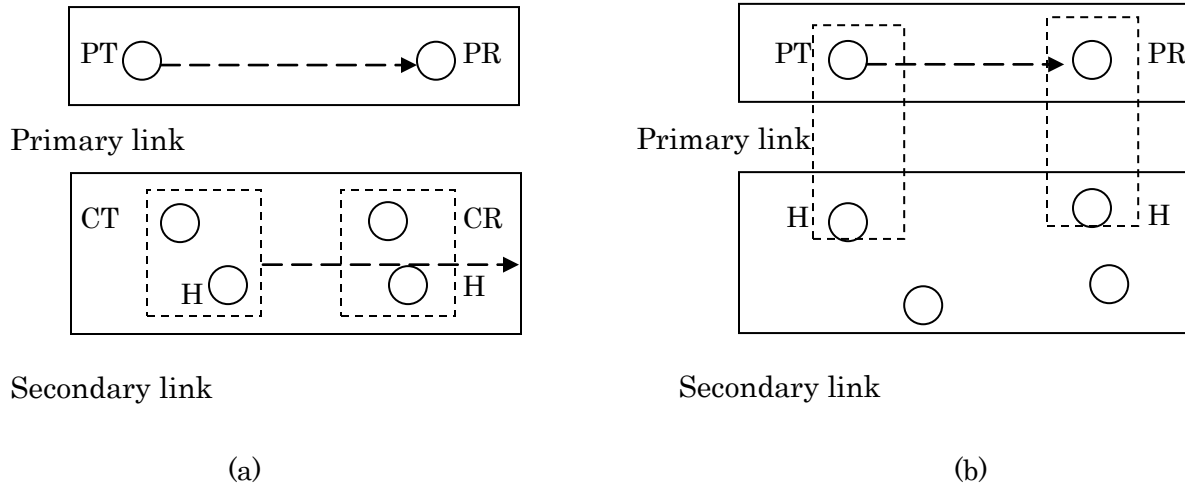 PT PR
Primary link
CT CR
H H
Secondary link
(a)
PT PR
Primary link
H H
Secondary link
(b)